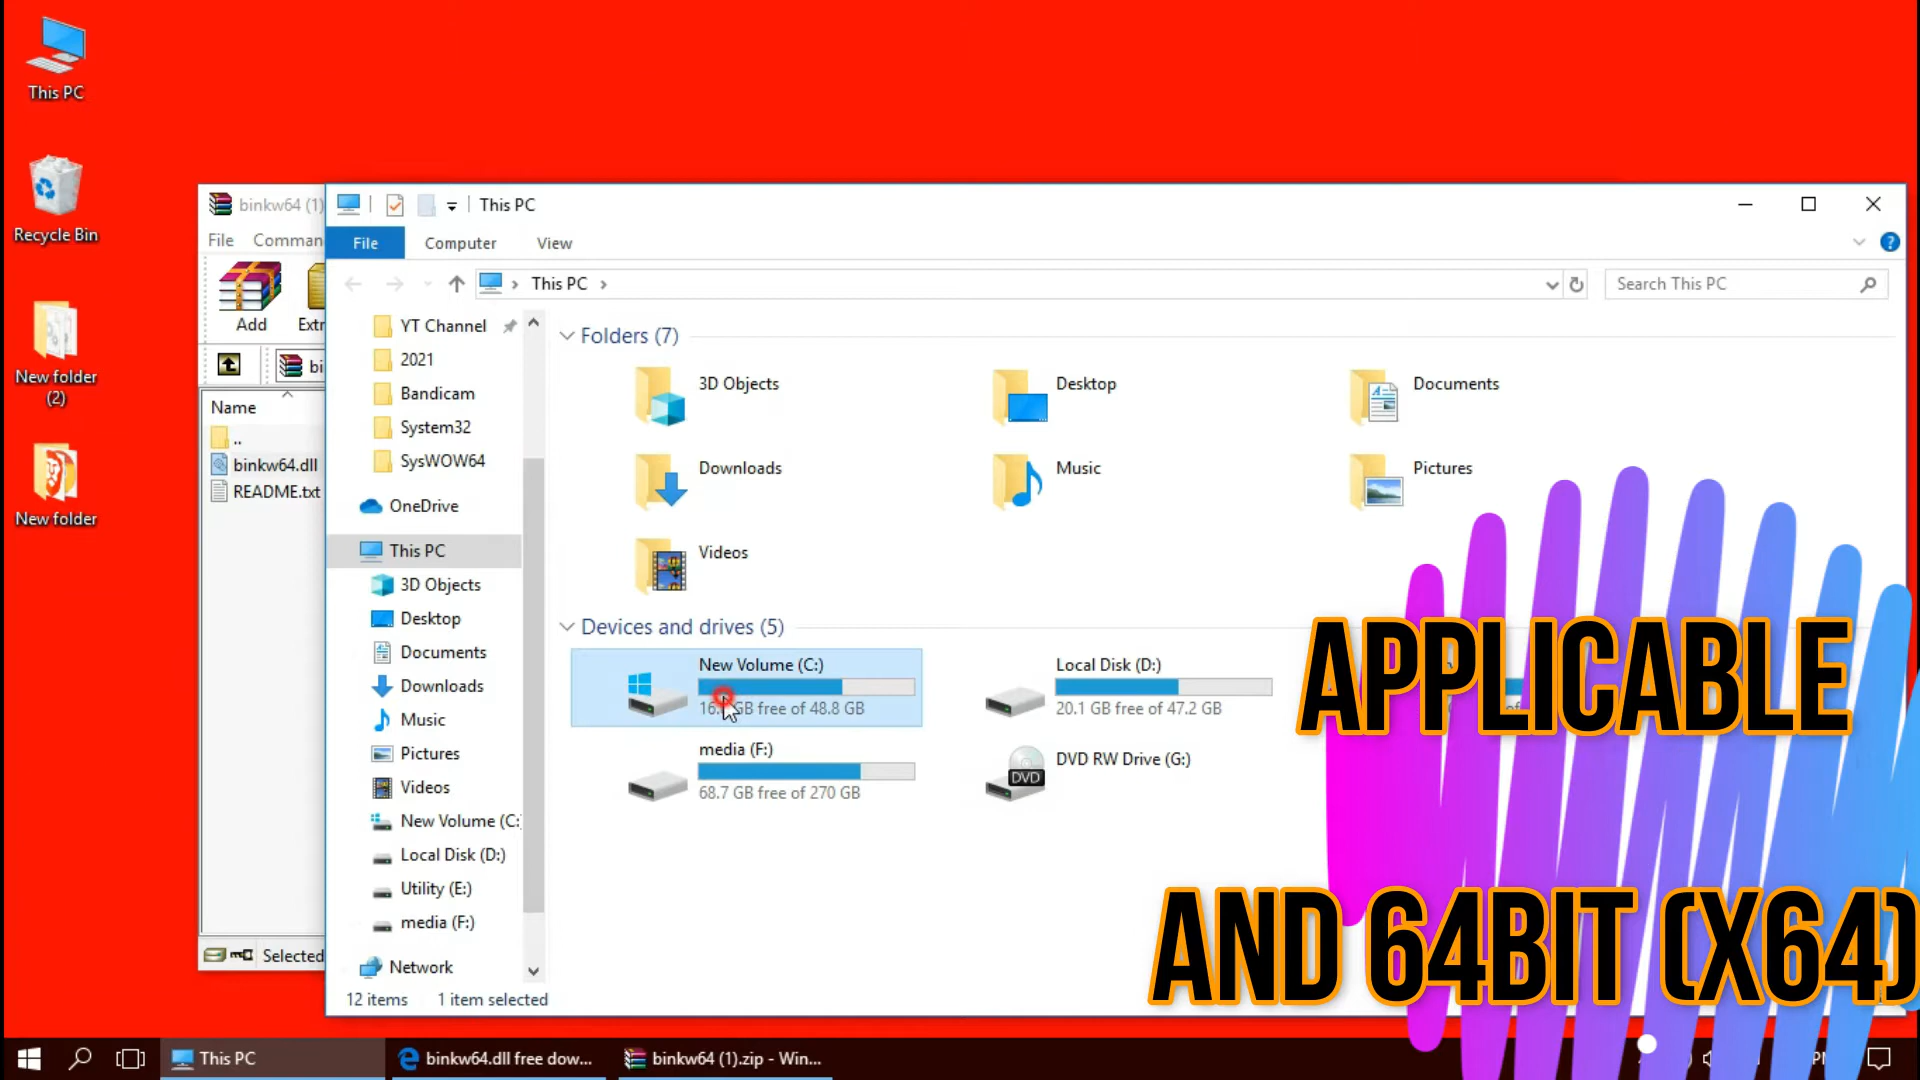 This PC
Recycle Bin
New folder
(2)
New folder
binkw64 (1)
File
Comman
Add
Extr
bi
Name
..
binkw64.dll
README.txt
Selected
This PC
File
Computer
View
This PC
Search This PC
YT Channel
2021
Bandicam
System32
SysWOW64
OneDrive
This PC
3D Objects
Desktop
Documents
Downloads
Music
Pictures
Videos
New Volume (C:
Local Disk (D:)
Utility (E:)
media (F:)
Network
12 items
1 item selected
Folders (7)
3D Objects
Desktop
Documents
Downloads
Music
Pictures
Videos
Devices and drives (5)
New Volume (C:)
GB free of 48.8 GB
Local Disk (D:)
20.1 GB free of 47.2 GB
media (F:)
68.7 GB free of 270 GB
DVD RW Drive (G:)
DVD
APPLICABLE
AND 64BIT (X64)
This PC
binkw64.dll free dow...
binkw64 (1).zip - Win...